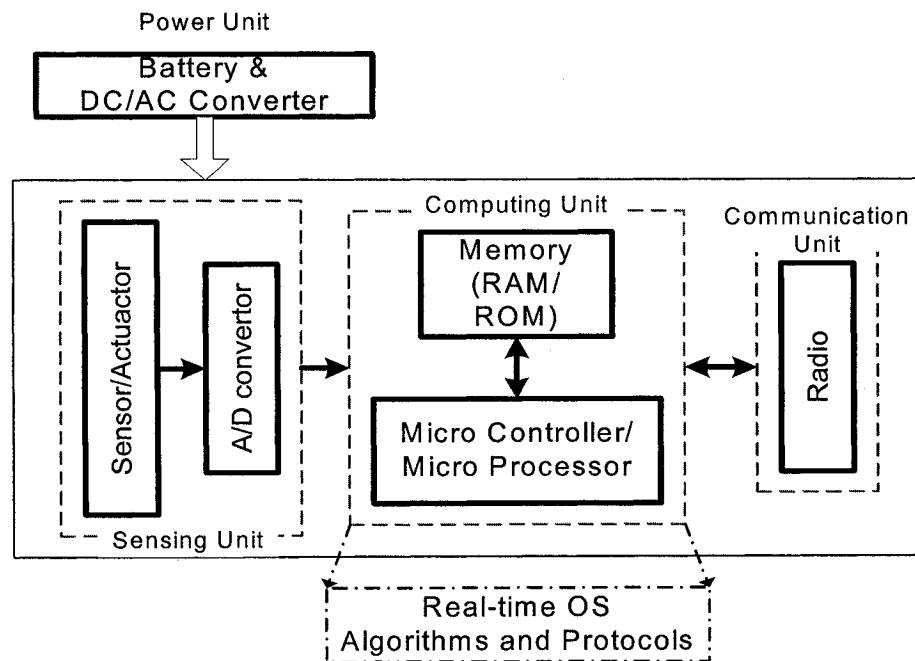 Power Unit
Battery &
DC/AC Converter
Sensor/Actuactor
A/D convertor
Sensing Unit
Computing Unit
Memory
(RAM/
ROM)
Micro Controller/
Micro Processor
Communication
Unit
Radio
Real-time OS
Algorithms and Protocols